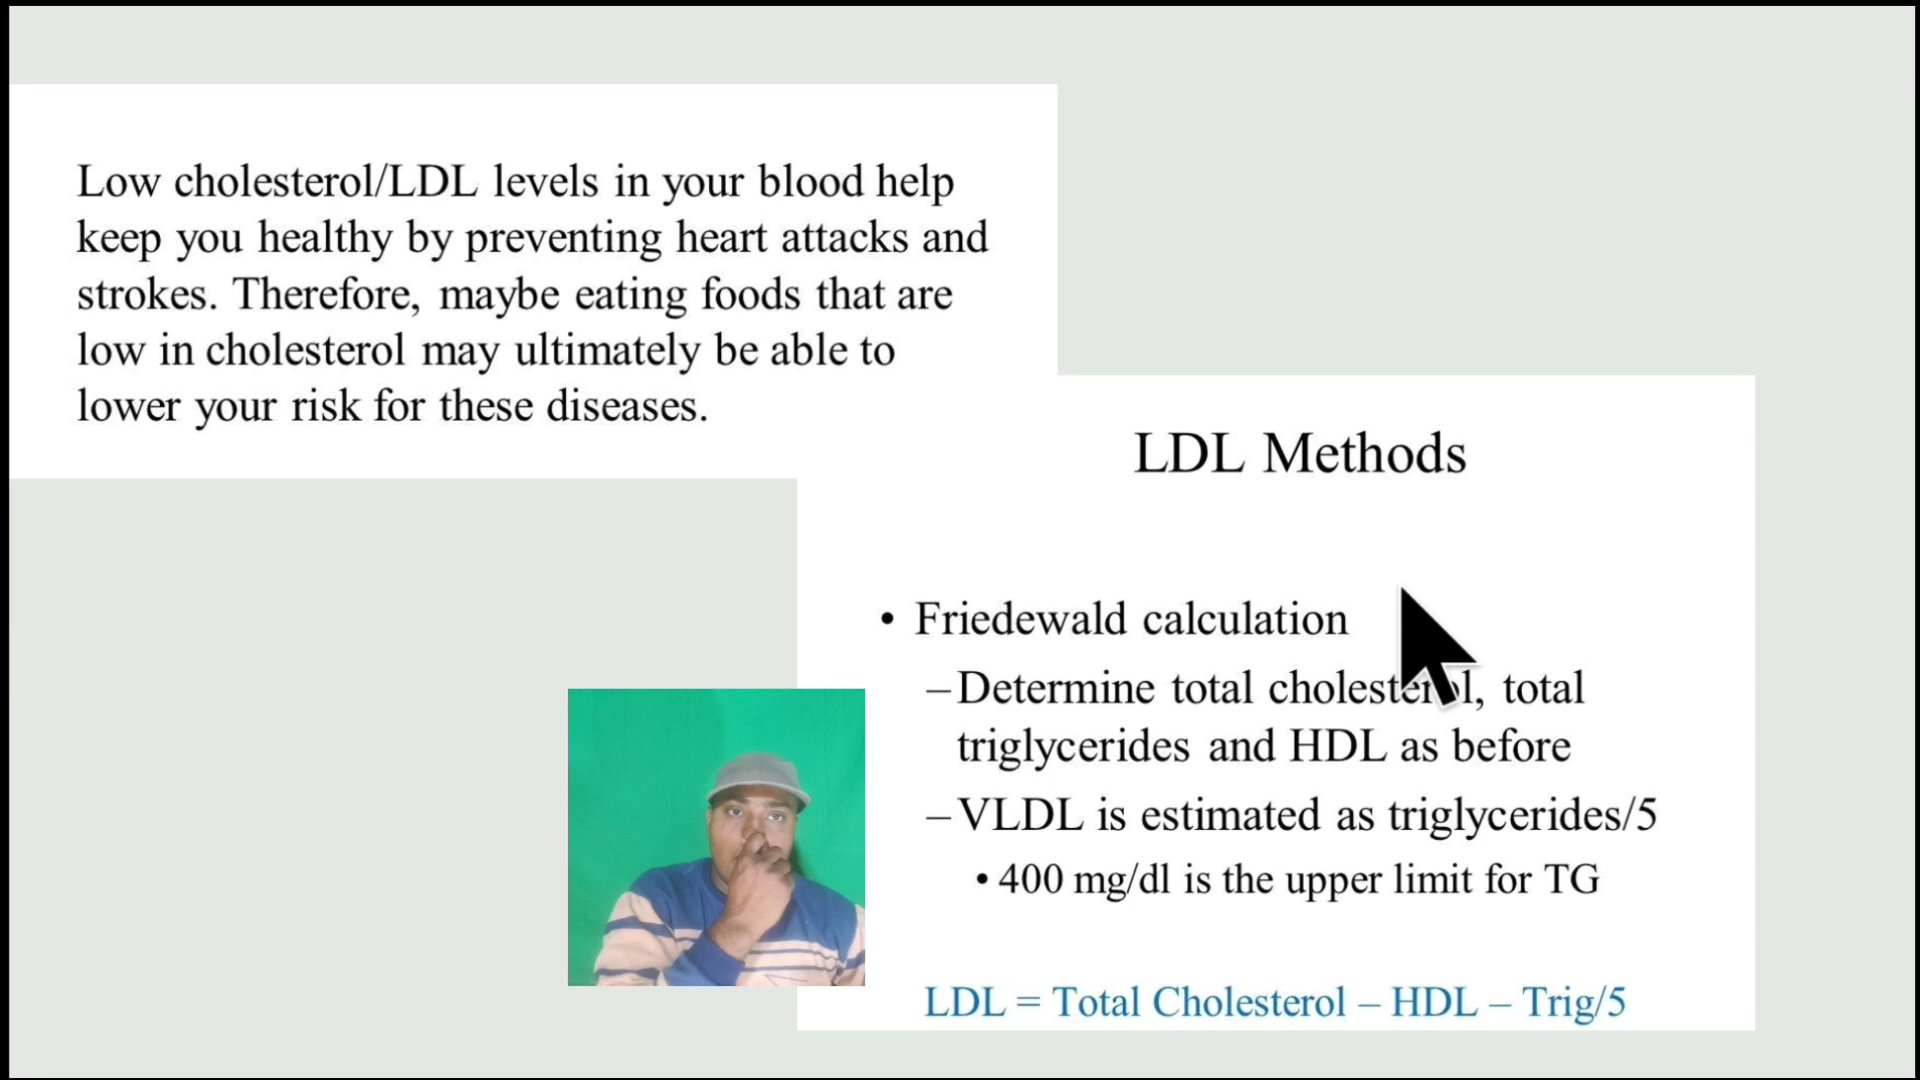 Low cholesterol/LDL levels in your blood help
keep you healthy by preventing heart attacks and
strokes. Therefore, maybe eating foods that are
low in cholesterol may ultimately be able to
lower your risk for these diseases.
LDL Methods
• Friedewald calculation
–Determine total cholesterol, total
triglycerides and HDL as before
–VLDL is estimated as triglycerides/5
• 400 mg/dl is the upper limit for TG
LDL = Total Cholesterol – HDL – Trig/5